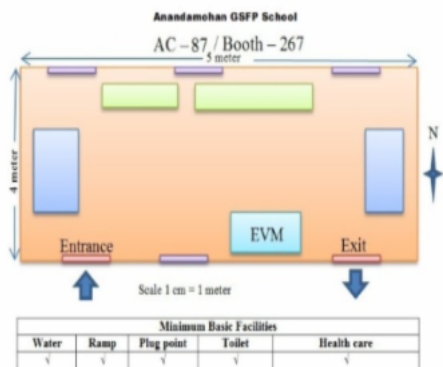 Anandamohan GSFP School
AC – 87 / Booth – 267
5 meter
4 meter
N
EVM
Entrance
Exit
Scale 1 cm = 1 meter
Minimum Basic Facilities
Water Ramp Plug point Toilet Health care
√ √ √ √ √